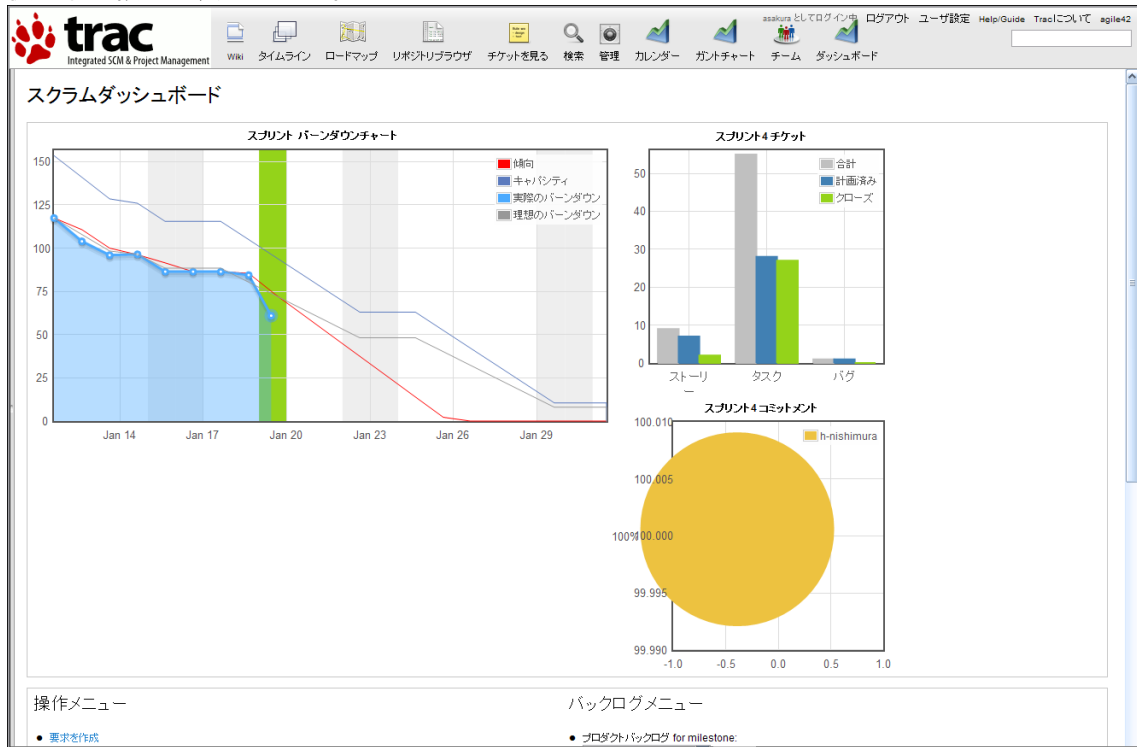 asakura としてログイン中 ログアウト ユーザ設定 Help/Guide Tracについて agile42
trac
Integrated SCM & Project Management
Wiki タイムライン ロードマップ リポジトリブラウザ チケットを見る 検索 管理 カレンダー ガントチャート チーム ダッシュボード
スクラムダッシュボード
スプリント バーンダウンチャート
150
125
100
75
50
25
0
傾向
キャパシティ
実際のバーンダウン
理想のバーンダウン
Jan 14 Jan 17 Jan 20 Jan 23 Jan 26 Jan 29
スプリント4 チケット
50
40
30
20
10
0
合計
計画済み
クローズ
ストーリー タスク バグ
スプリント4 コミットメント
100.010
100.005
100%
100.000
99.995
99.990
h-nishimura
-1.0 -0.5 0.0 0.5 1.0
操作メニュー
要求を作成
バックログメニュー
プロダクトバックログ for milestone: